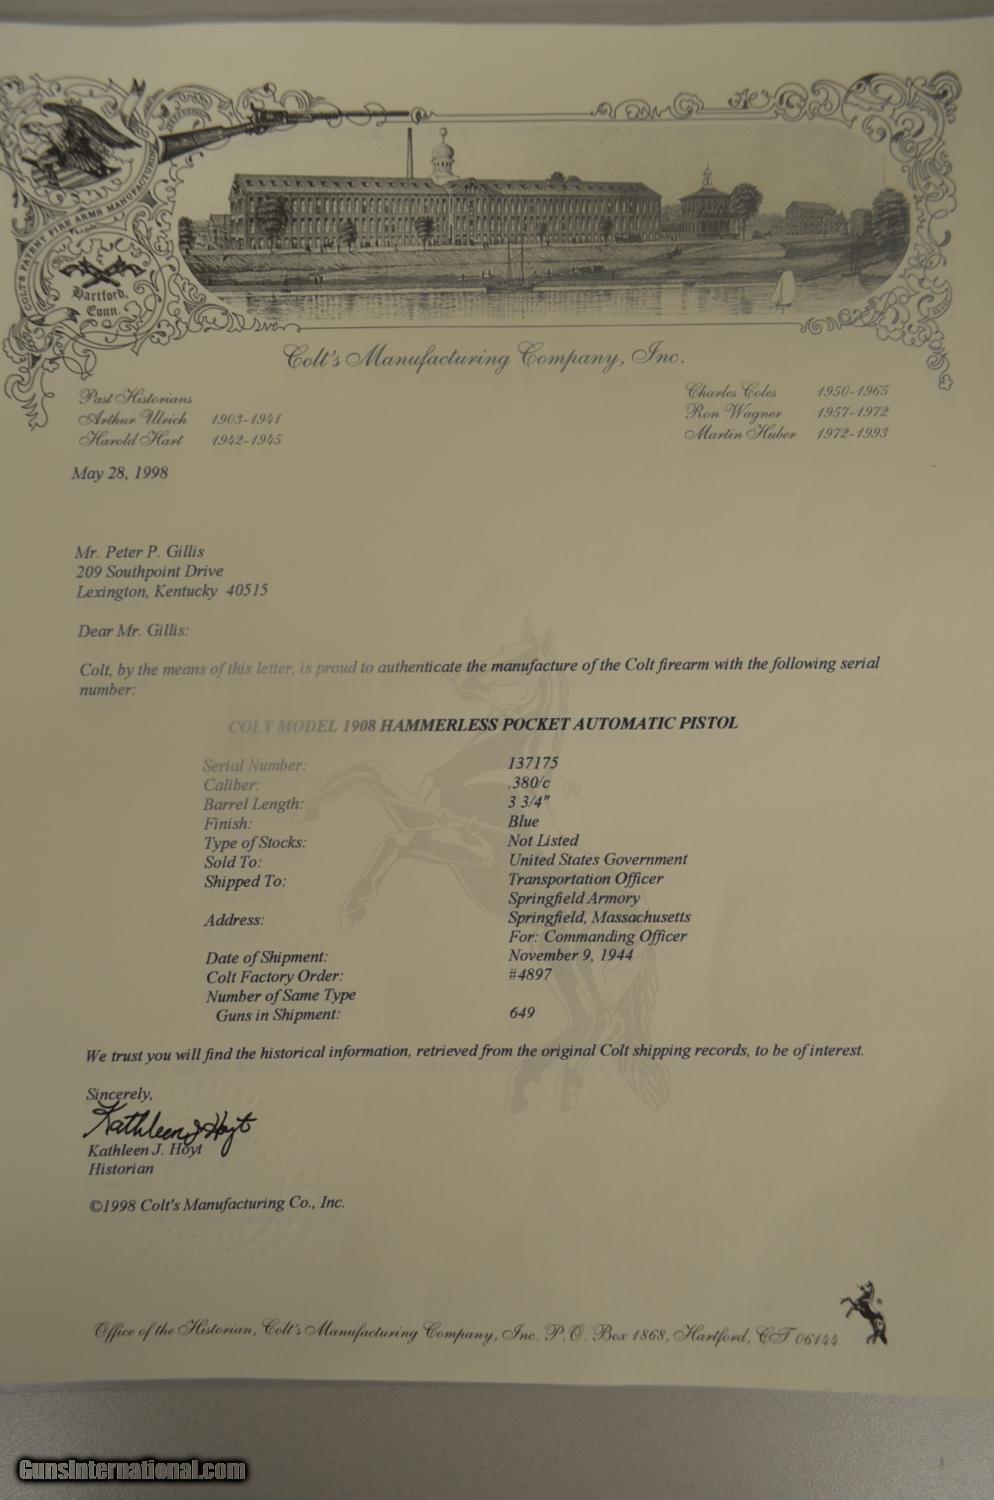 COLT'S PATENT FIRE ARMS MANUFACTURING
Hartford,
Conn.
Colt's Manufacturing Company, Inc.
Past Historians
Arthur Ulrich 1903-1941
Harold Hart 1942-1945
Charles Coles 1950-1965
Ron Wagner 1957-1972
Martin Huber 1972-1993
May 28, 1998
Mr. Peter P. Gillis
209 Southpoint Drive
Lexington, Kentucky 40515
Dear Mr. Gillis:
Colt, by the means of this letter, is proud to authenticate the manufacture of the Colt firearm with the following serial
number:
COLT MODEL 1908 HAMMERLESS POCKET AUTOMATIC PISTOL
Serial Number: 137175
Caliber: .380/c
Barrel Length: 3 3/4"
Finish: Blue
Type of Stocks: Not Listed
Sold To: United States Government
Shipped To: Transportation Officer
Springfield Armory
Address: Springfield, Massachusetts
For: Commanding Officer
Date of Shipment: November 9, 1944
Colt Factory Order: #4897
Number of Same Type
Guns in Shipment: 649
®
We trust you will find the historical information, retrieved from the original Colt shipping records, to be of interest.
Sincerely,
Kathleen J. Hoyt
Kathleen J. Hoyt
Historian
©1998 Colt's Manufacturing Co., Inc.
Office of the Historian, Colt's Manufacturing Company, Inc. P.O. Box 1868, Hartford, CT 06144
GunsInternational.com